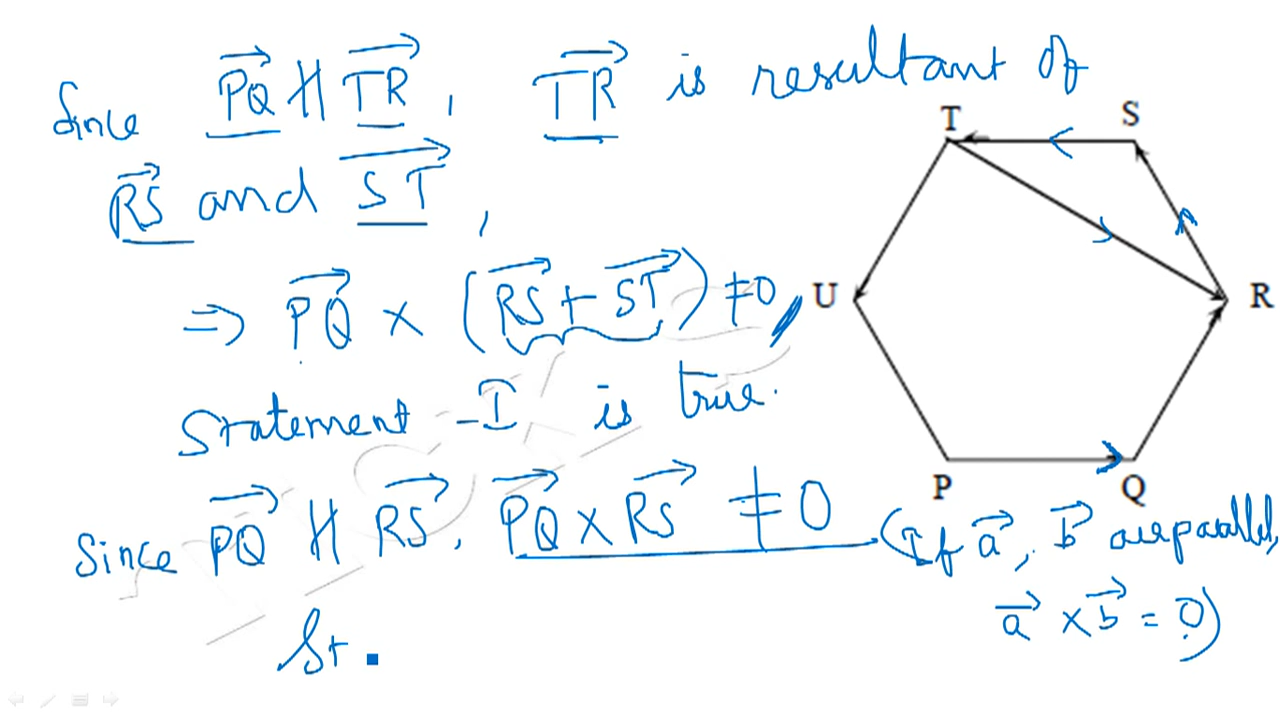 Since PQ⃗ ∦ TR⃗, TR⃗ is resultant of
RS⃗ and ST⃗,
⇒ PQ⃗ × (RS⃗ + ST⃗) ≠ 0,
Statement -I is true.
Since PQ⃗ ∦ RS⃗, PQ⃗ × RS⃗ ≠ 0 (If a⃗, b⃗ are parallel,
a⃗ × b⃗ = 0)
St
T
S
U
R
P
Q